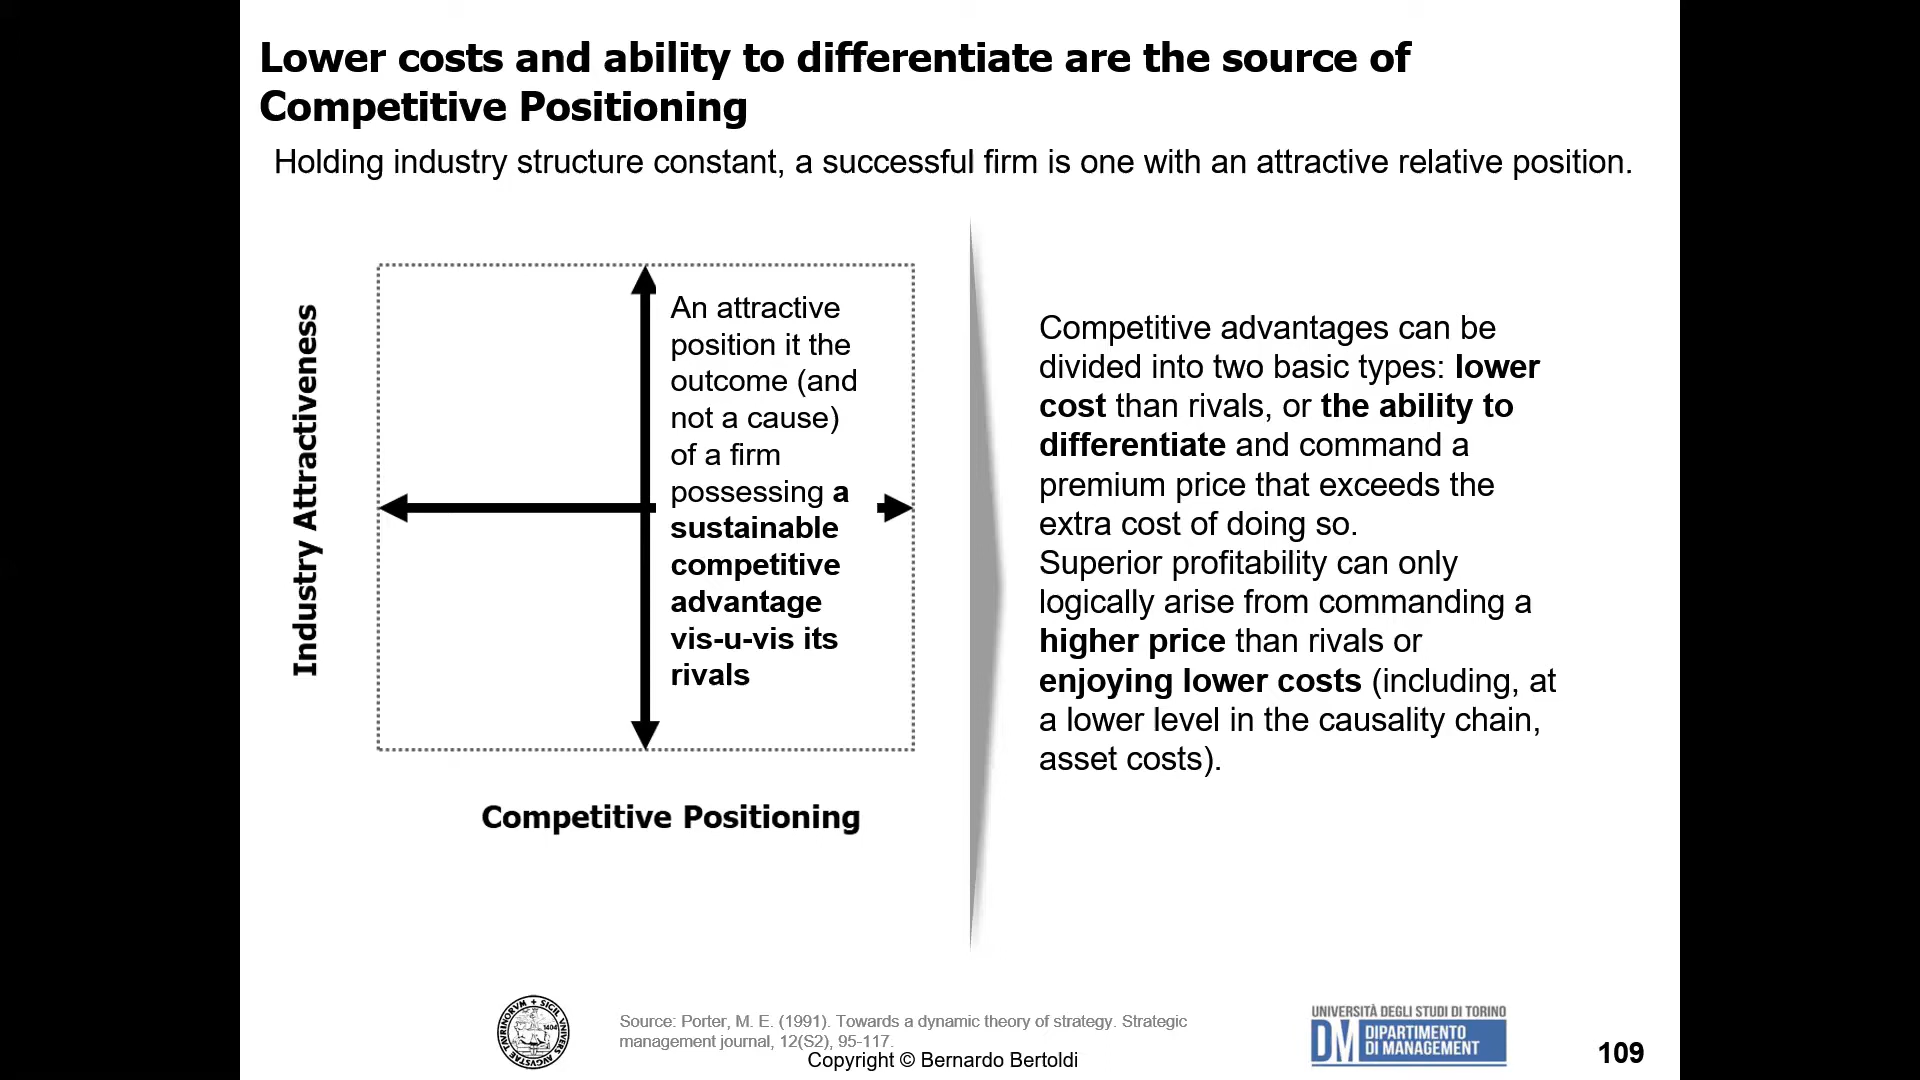 Lower costs and ability to differentiate are the source of
Competitive Positioning
Holding industry structure constant, a successful firm is one with an attractive relative position.
Industry Attractiveness
An attractive
position it the
outcome (and
not a cause)
of a firm
possessing a
sustainable
competitive
advantage
vis-u-vis its
rivals
Competitive Positioning
Competitive advantages can be
divided into two basic types: lower
cost than rivals, or the ability to
differentiate and command a
premium price that exceeds the
extra cost of doing so.
Superior profitability can only
logically arise from commanding a
higher price than rivals or
enjoying lower costs (including, at
a lower level in the causality chain,
asset costs).
1404
Source: Porter, M. E. (1991). Towards a dynamic theory of strategy. Strategic
management journal, 12(S2), 95-117.
Copyright © Bernardo Bertoldi
UNIVERSITÀ DEGLI STUDI DI TORINO
DM DIPARTIMENTO
DI MANAGEMENT
109